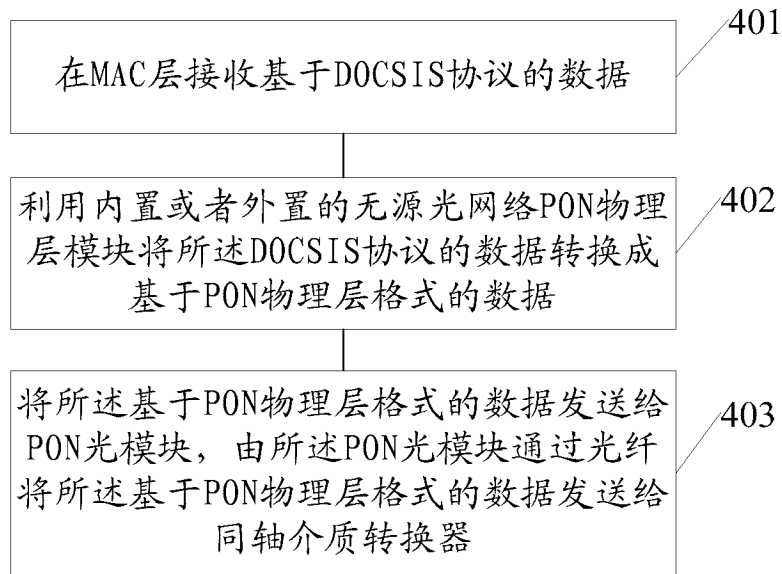 401
在MAC层接收基于DOCSIS协议的数据
402
利用内置或者外置的无源光网络PON物理
层模块将所述DOCSIS协议的数据转换成
基于PON物理层格式的数据
403
将所述基于PON物理层格式的数据发送给
PON光模块，由所述PON光模块通过光纤
将所述基于PON物理层格式的数据发送给
同轴介质转换器